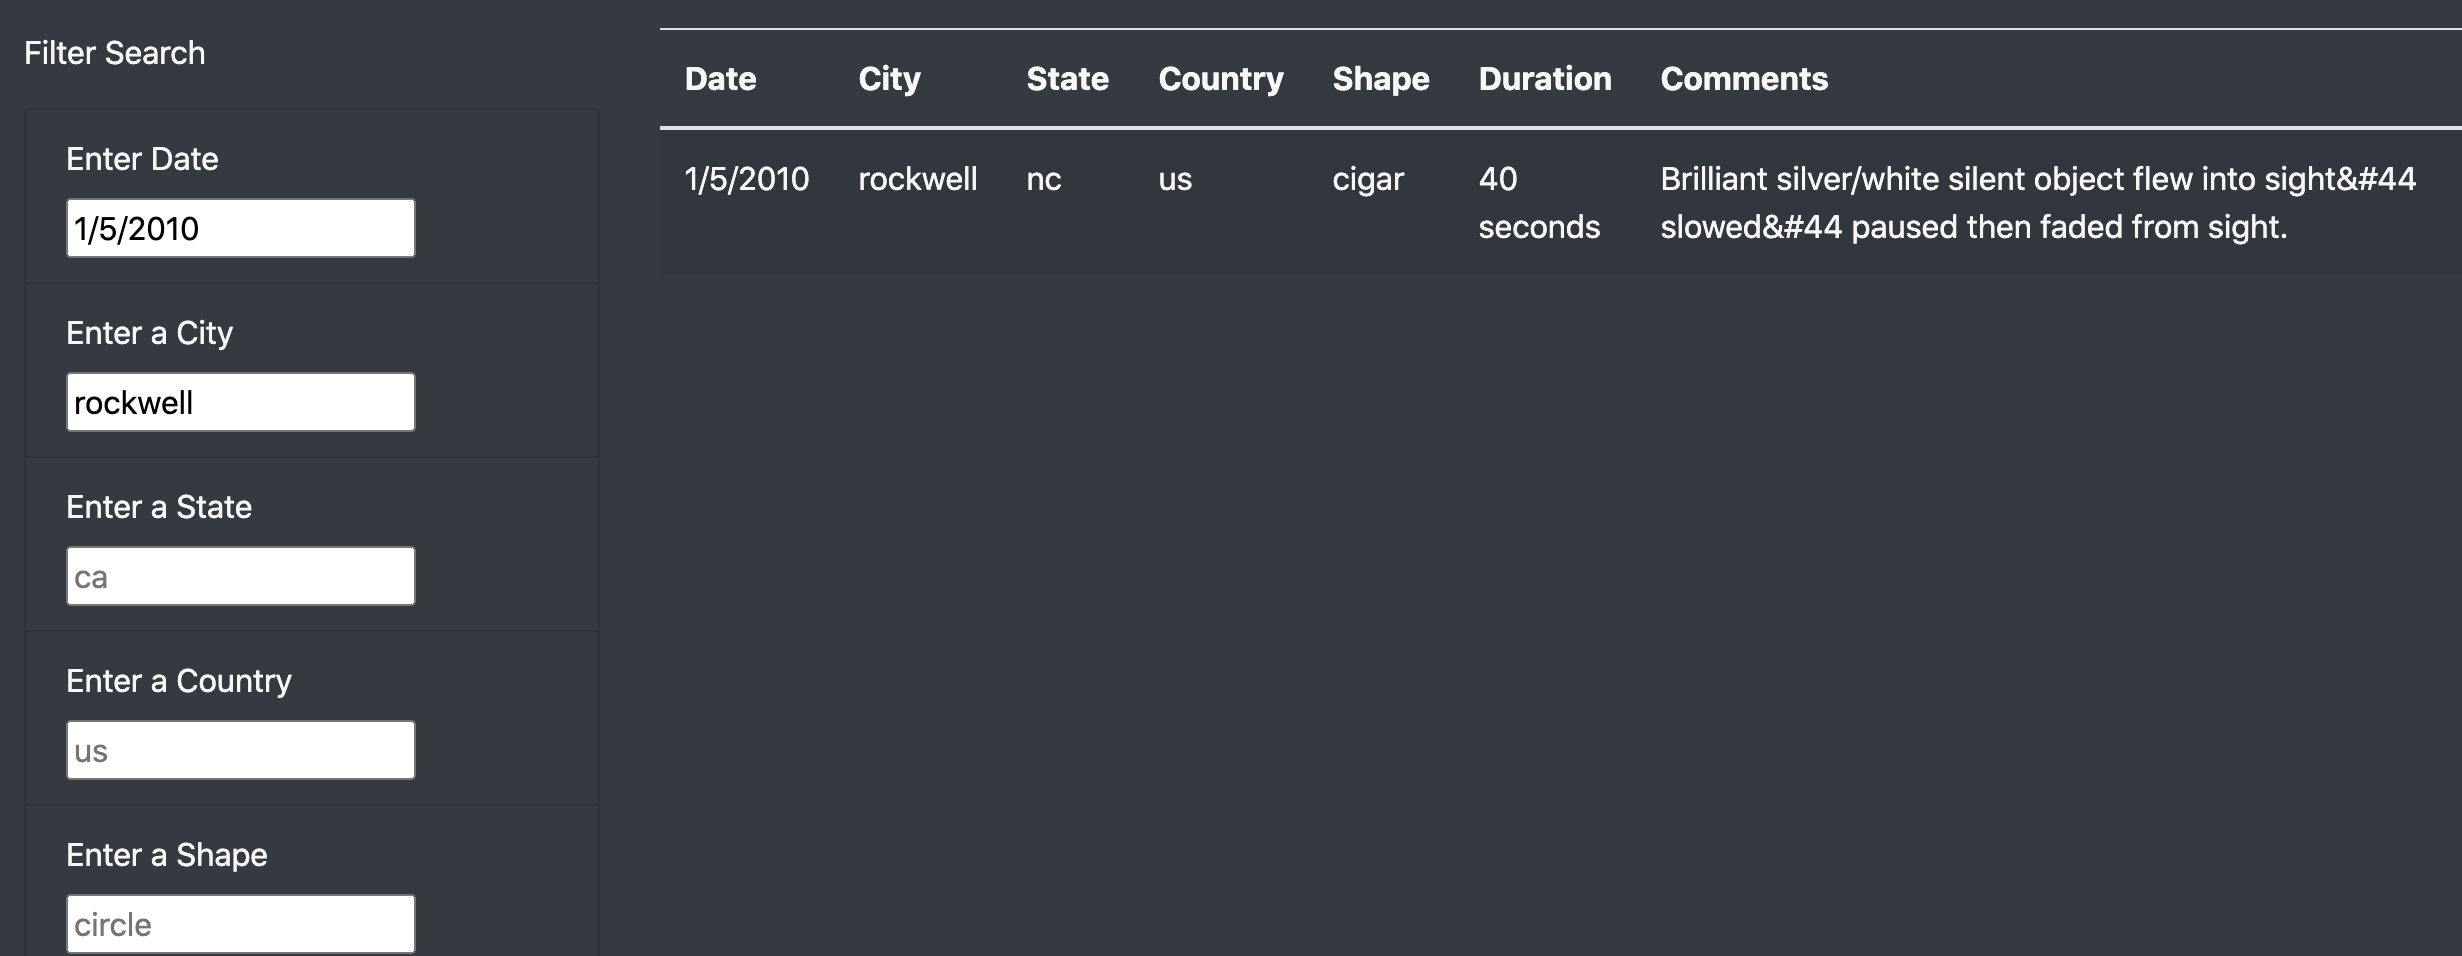 Filter Search
Enter Date
1/5/2010
Enter a City
rockwell
Enter a State
ca
Enter a Country
us
Enter a Shape
circle
Date City State Country Shape Duration Comments
1/5/2010 rockwell nc us cigar 40 Brilliant silver/white silent object flew into sight&#44
seconds slowed&#44 paused then faded from sight.